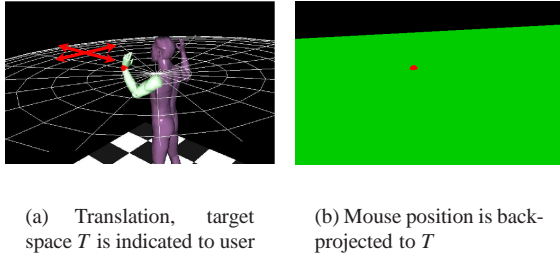 (a) Translation, target
space T is indicated to user
(b) Mouse position is back-
projected to T